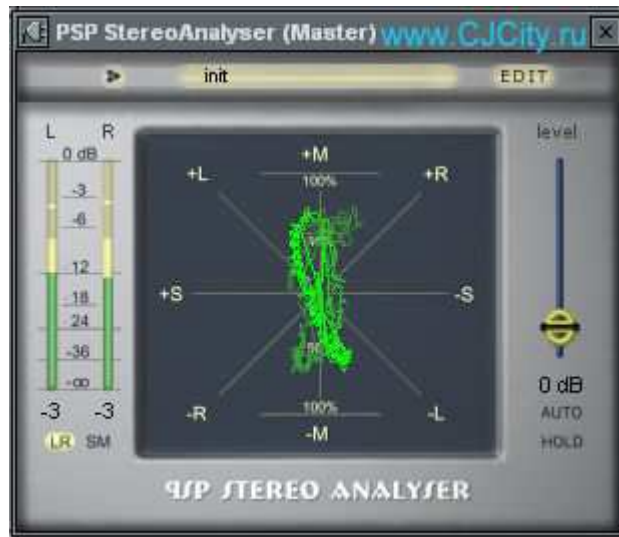 PSP StereoAnalyser (Master) www.CJCity.ru
init EDIT
L R
0 dB
-3
-6
12
18
24
-36
-∞
-3 -3
LR SM
+M
100%
+L +R
+S -S
50
-R -L
100%
-M
level
0 dB
AUTO
HOLD
PSP STEREO ANALYSER